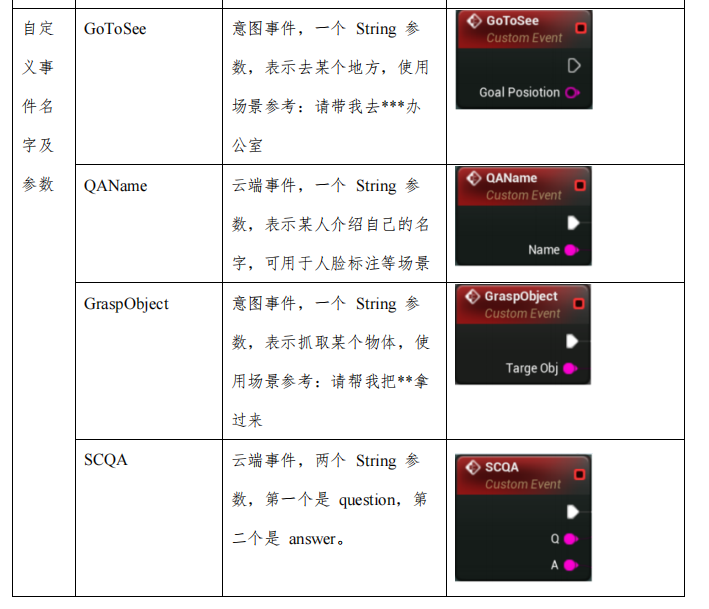 自定
义事
件名
字及
参数
GoToSee
意图事件，一个 String 参
数，表示去某个地方，使用
场景参考：请带我去***办
公室
GoToSee
Custom Event
Goal Posiotion
QAName
云端事件，一个 String 参
数，表示某人介绍自己的名
字，可用于人脸标注等场景
QAName
Custom Event
Name
GraspObject
意图事件，一个 String 参
数，表示抓取某个物体，使
用场景参考：请帮我把**拿
过来
GraspObject
Custom Event
Targe Obj
SCQA
云端事件，两个 String 参
数，第一个是 question，第
二个是 answer。
SCQA
Custom Event
Q
A